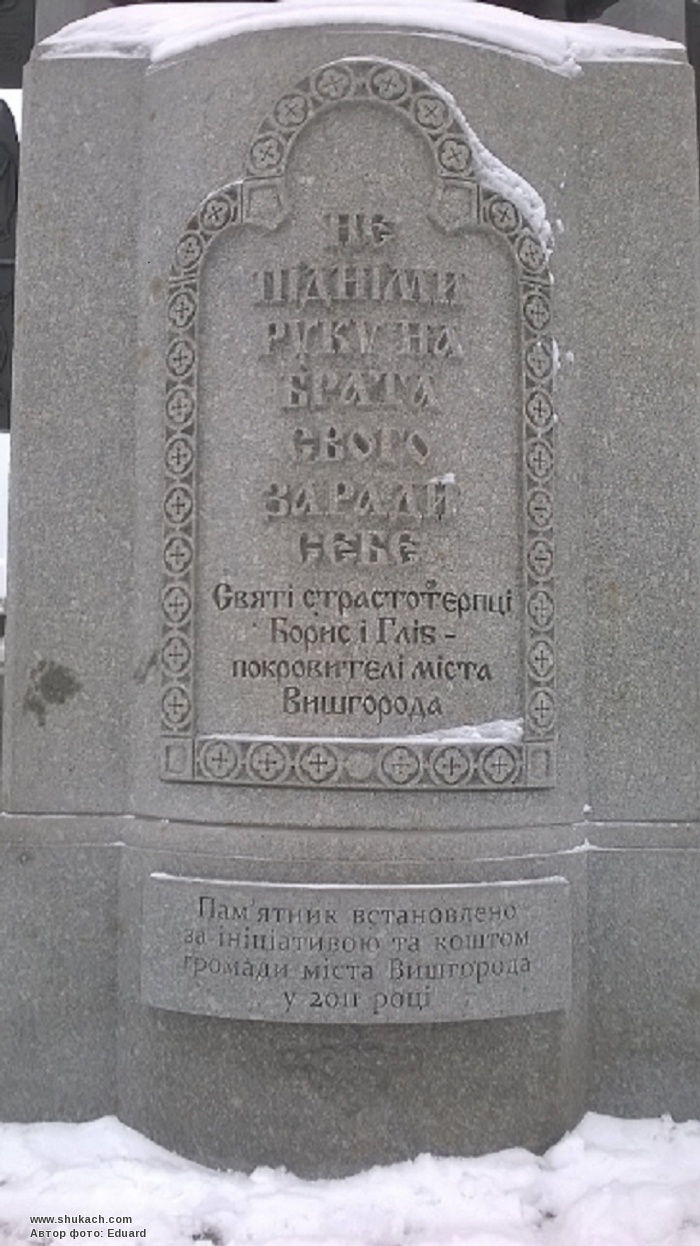 НЕ
ПІДНІМИ
РУКУ НА
БРАТА
СВОГО
ЗАРАДИ
СЕБЕ
Святі страстотерпці
Борис і Гліб -
покровителі міста
Вишгорода
Пам'ятник встановлено
за ініціативою та коштом
громади міста Вишгорода
у 2011 році
www.shukach.com
Автор фото: Eduard